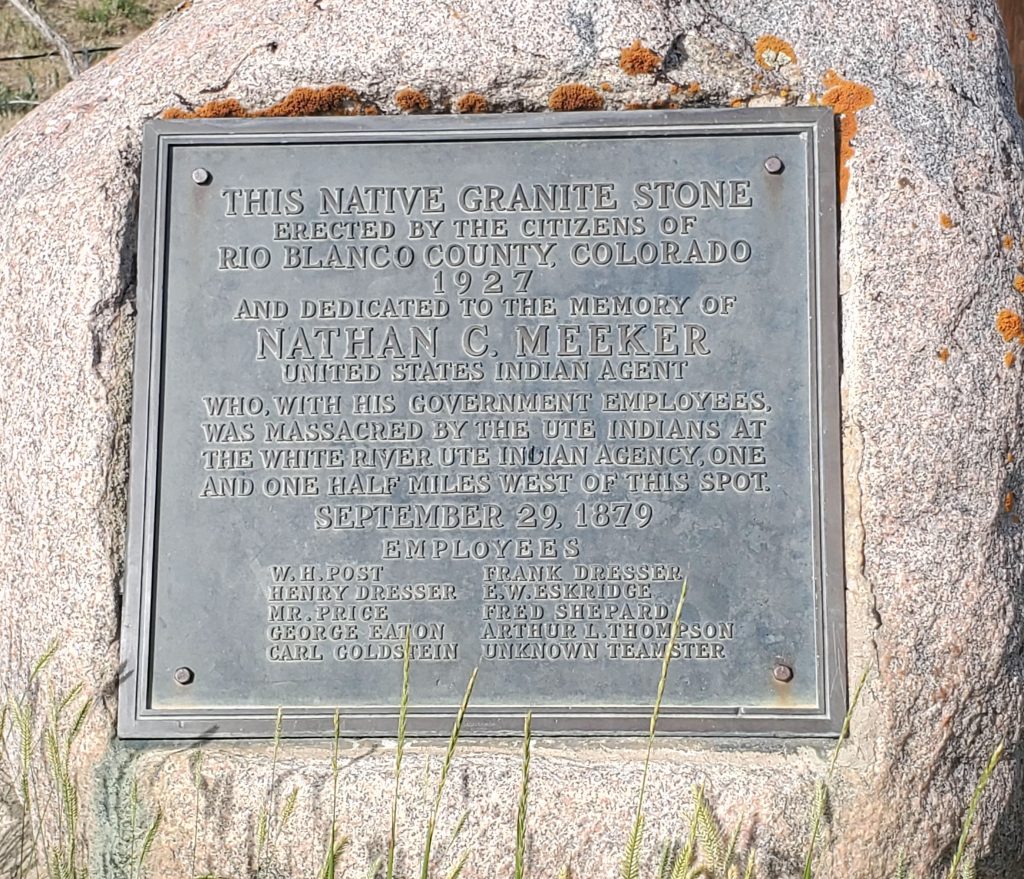 THIS NATIVE GRANITE STONE
ERECTED BY THE CITIZENS OF
RIO BLANCO COUNTY, COLORADO
1927
AND DEDICATED TO THE MEMORY OF
NATHAN C. MEEKER
UNITED STATES INDIAN AGENT
WHO, WITH HIS GOVERNMENT EMPLOYEES,
WAS MASSACRED BY THE UTE INDIANS AT
THE WHITE RIVER UTE INDIAN AGENCY, ONE
AND ONE HALF MILES WEST OF THIS SPOT.
SEPTEMBER 29, 1879
EMPLOYEES
W. H. POST
HENRY DRESSER
MR. PRICE
GEORGE EATON
CARL GOLDSTEIN
FRANK DRESSER
E. W. ESKRIDGE
FRED SHEPARD
ARTHUR L. THOMPSON
UNKNOWN TEAMSTER